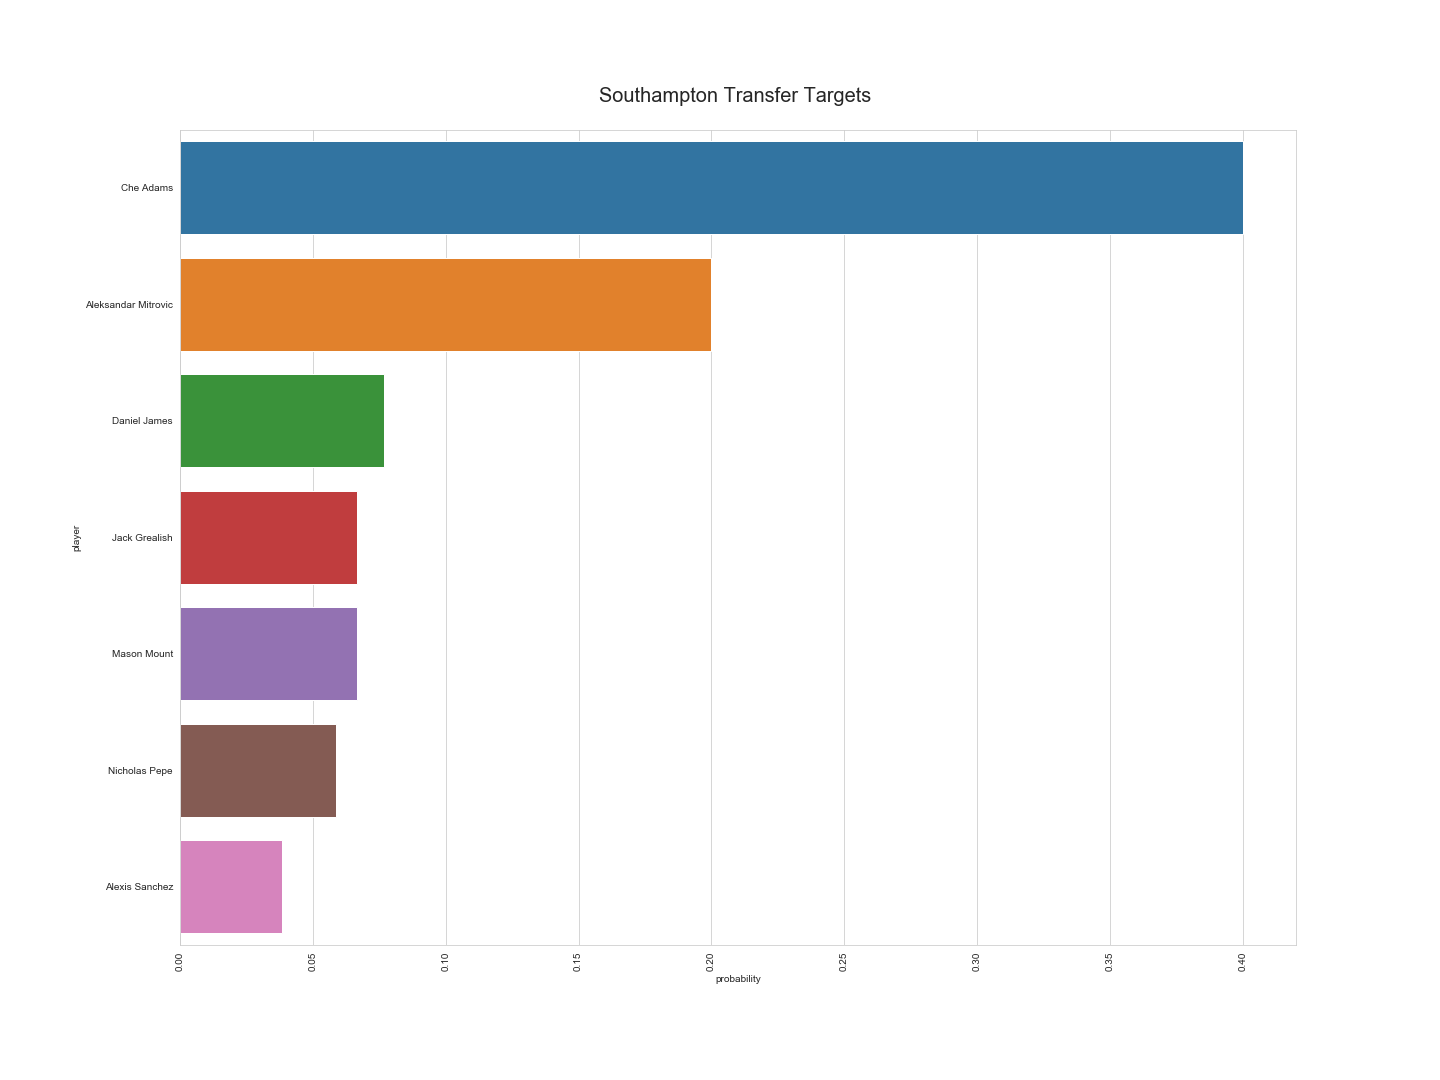 Southampton Transfer Targets
Che Adams
Aleksandar Mitrovic
Daniel James
Jack Grealish
Mason Mount
Nicholas Pepe
Alexis Sanchez
player
0.00
0.05
0.10
0.15
0.20
0.25
0.30
0.35
0.40
probability